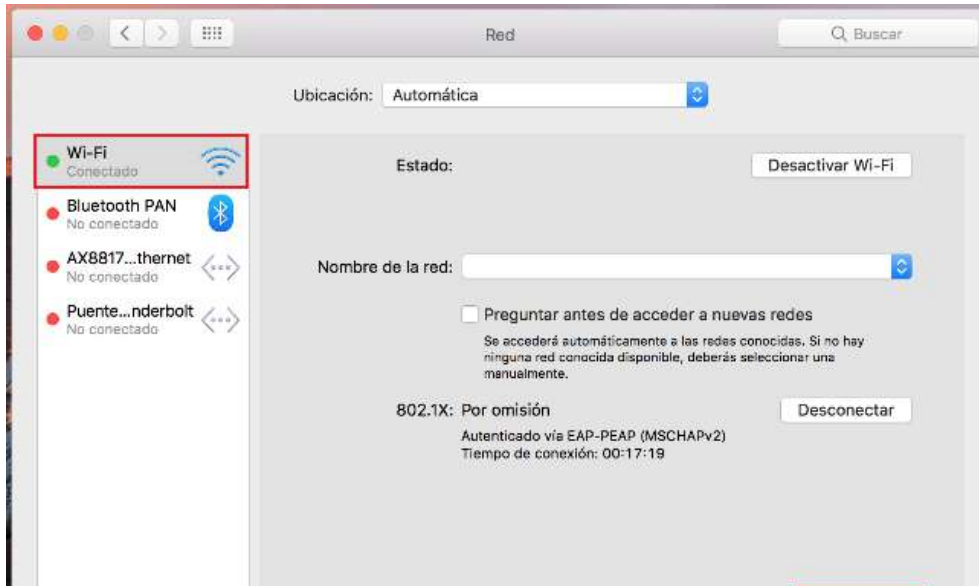 Red
Buscar
Ubicación: Automática
Wi-Fi
Conectado
Bluetooth PAN
No conectado
AX8817...thernet
No conectado
Puente...nderbolt
No conectado
Estado:
Desactivar Wi-Fi
Nombre de la red:
Preguntar antes de acceder a nuevas redes
Se accederá automáticamente a las redes conocidas. Si no hay
ninguna red conocida disponible, deberás seleccionar una
manualmente.
802.1X: Por omisión
Desconectar
Autenticado vía EAP-PEAP (MSCHAPv2)
Tiempo de conexión: 00:17:19